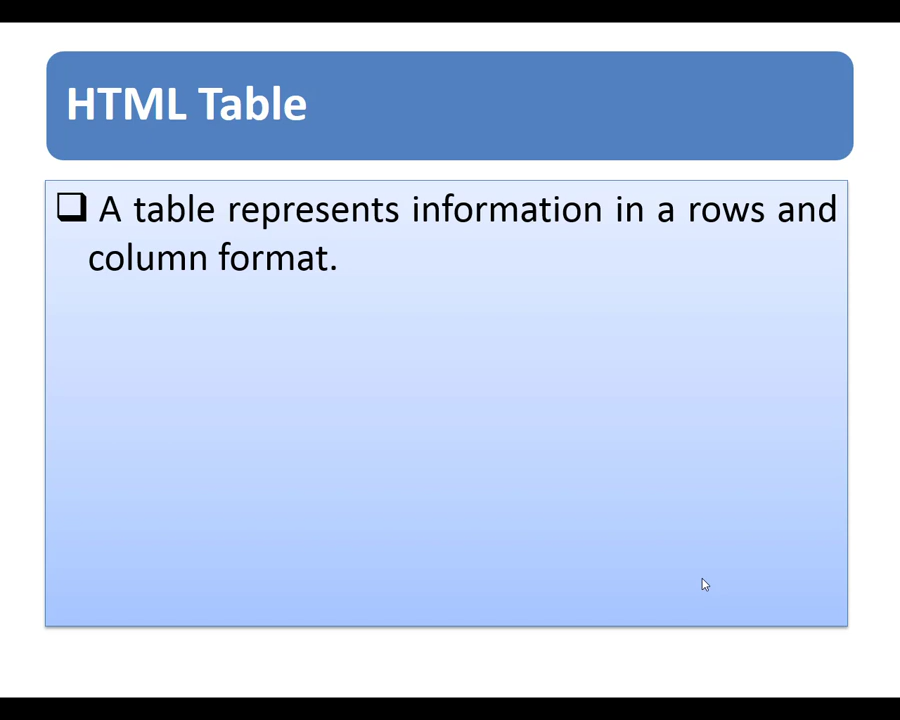 HTML Table
A table represents information in a rows and
column format.